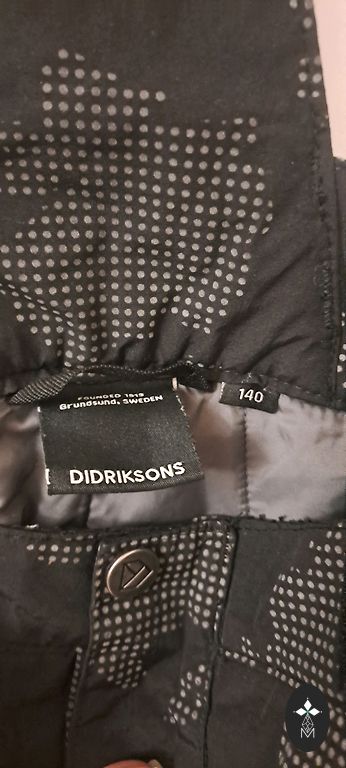 FOUNDED 1913
Grundsund, SWEDEN
140
DIDRIKSONS
M